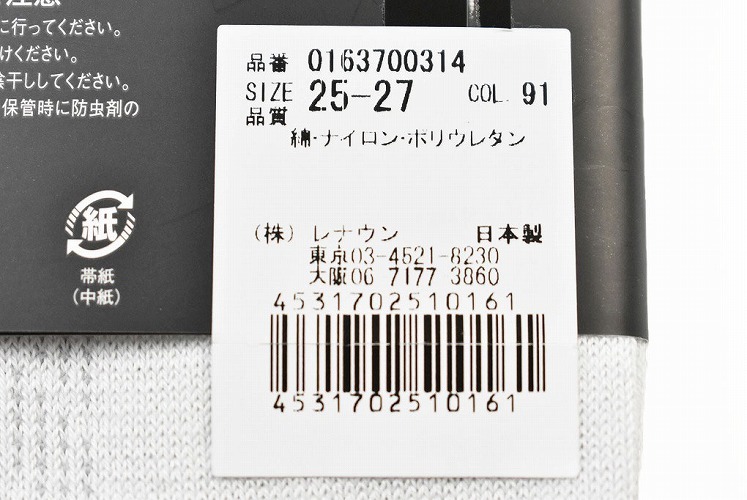 注意
に行ってください。
けください。
陰干ししてください。
保管時に防虫剤の
紙
帯紙
(中紙)
品番 0163700314
SIZE 25-27 COL. 91
品質
綿・ナイロン・ポリウレタン
(株) レナウン 日本製
東京03-4521-8230
大阪06 7177 3860
4531702510161
4531702510161